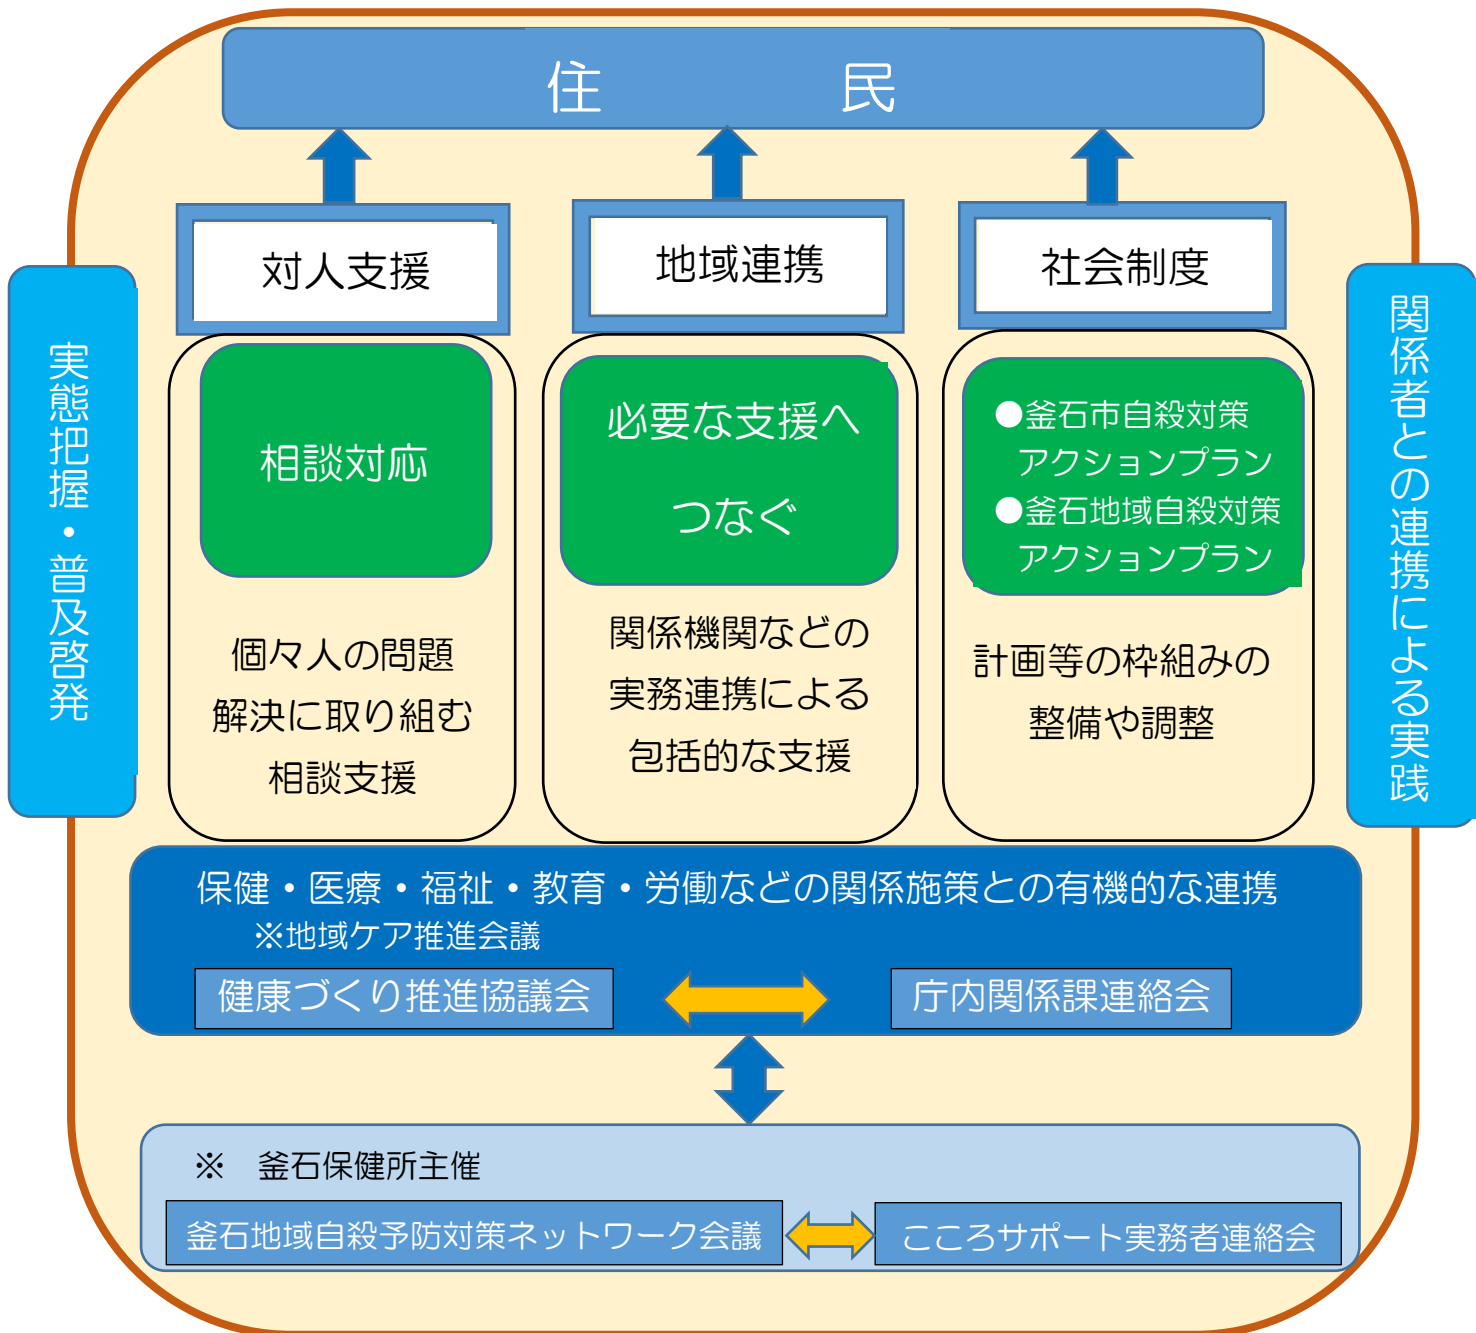 住　民
対人支援
地域連携
社会制度
実態把握・普及啓発
相談対応
個々人の問題
解決に取り組む
相談支援
必要な支援へ
つなぐ
関係機関などの
実務連携による
包括的な支援
●釜石市自殺対策
アクションプラン
●釜石地域自殺対策
アクションプラン
計画等の枠組みの
整備や調整
関係者との連携による実践
保健・医療・福祉・教育・労働などの関係施策との有機的な連携
※地域ケア推進会議
健康づくり推進協議会
庁内関係課連絡会
※　釜石保健所主催
釜石地域自殺予防対策ネットワーク会議
こころサポート実務者連絡会